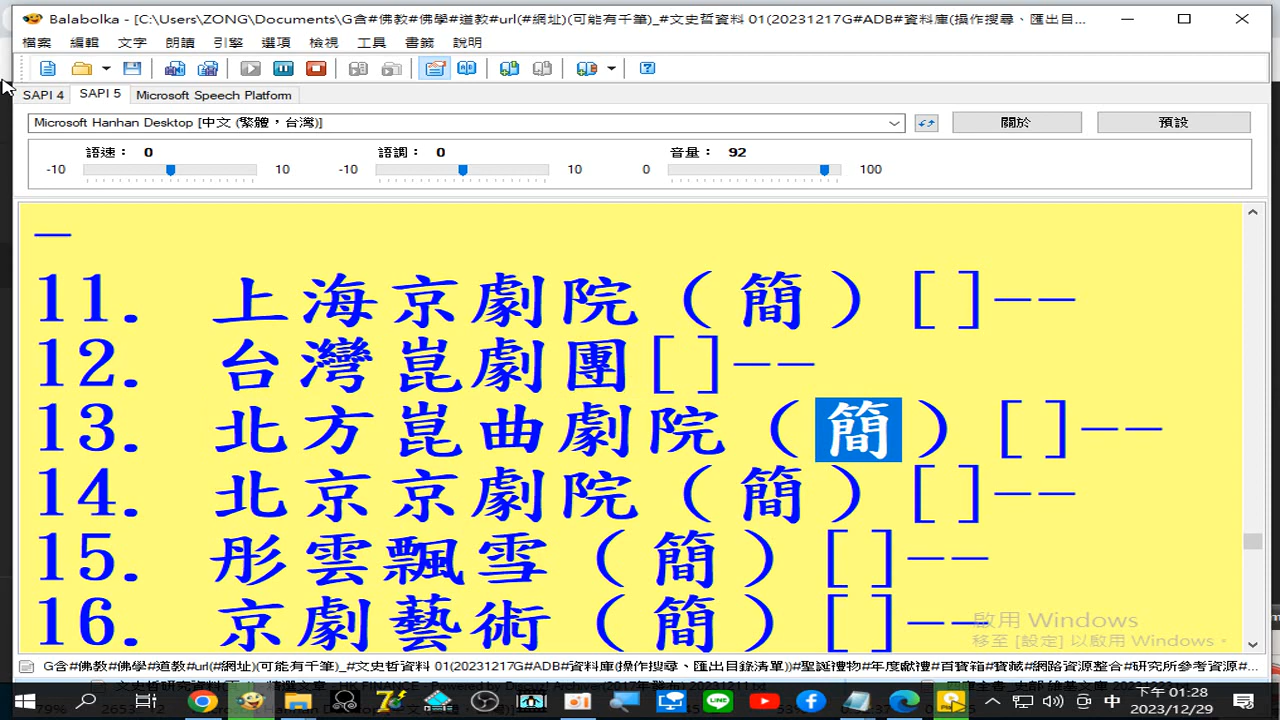 Balabolka - [C:\Users\ZONG\Documents\G含#佛教#佛學#道教#url(#網址)(可能有千筆)_#文史哲資料 01(20231217G#ADB#資料庫(操作搜尋、匯出目...
檔案 編輯 文字 朗讀 引擎 選項 檢視 工具 書籤 說明
SAPI 4 SAPI 5 Microsoft Speech Platform
Microsoft Hanhan Desktop [中文 (繁體，台灣)] 關於 預設
語速： 0 語調： 0 音量： 92
-10 10 -10 10 0 100
—
11. 上海京劇院（簡）[]--
12. 台灣崑劇團[]--
13. 北方崑曲劇院（簡）[]--
14. 北京京劇院（簡）[]--
15. 彤雲飄雪（簡）[]--
16. 京劇藝術（簡）[]--
啟用 Windows
移至 [設定] 以啟用 Windows。
G含#佛教#佛學#道教#url(#網址)(可能有千筆)_#文史哲資料 01(20231217G#ADB#資料庫(操作搜尋、匯出目錄清單)#聖誕禮物#年度獻禮#百寶箱#寶藏#網路資源整合#研究所參考資源#...
下午 01:28
中
2023/12/29